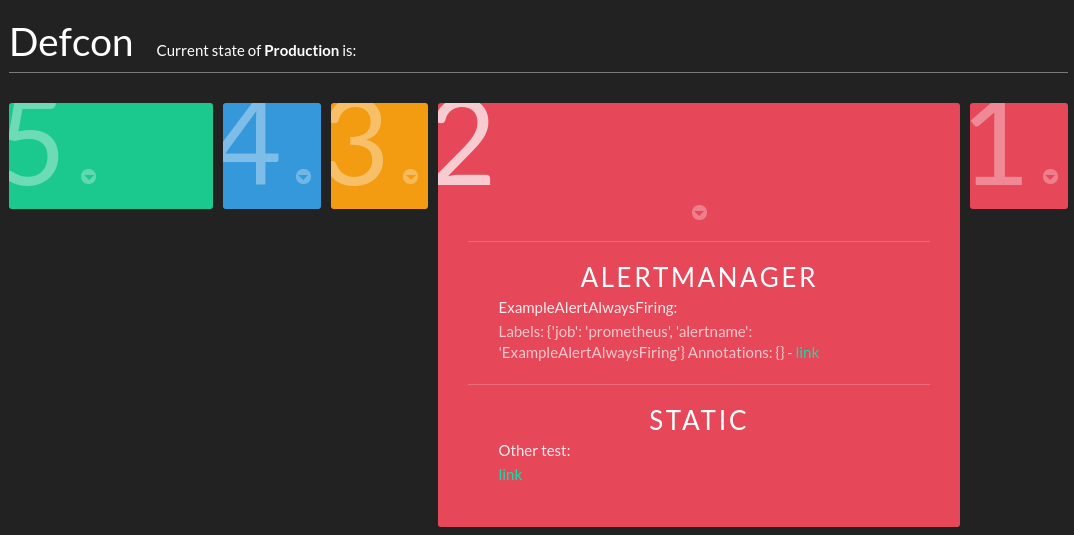 Defcon Current state of Production is:
5 4 3 2 1
ALERTMANAGER
ExampleAlertAlwaysFiring:
Labels: {'job': 'prometheus', 'alertname':
'ExampleAlertAlwaysFiring'} Annotations: {} - link
STATIC
Other test:
link